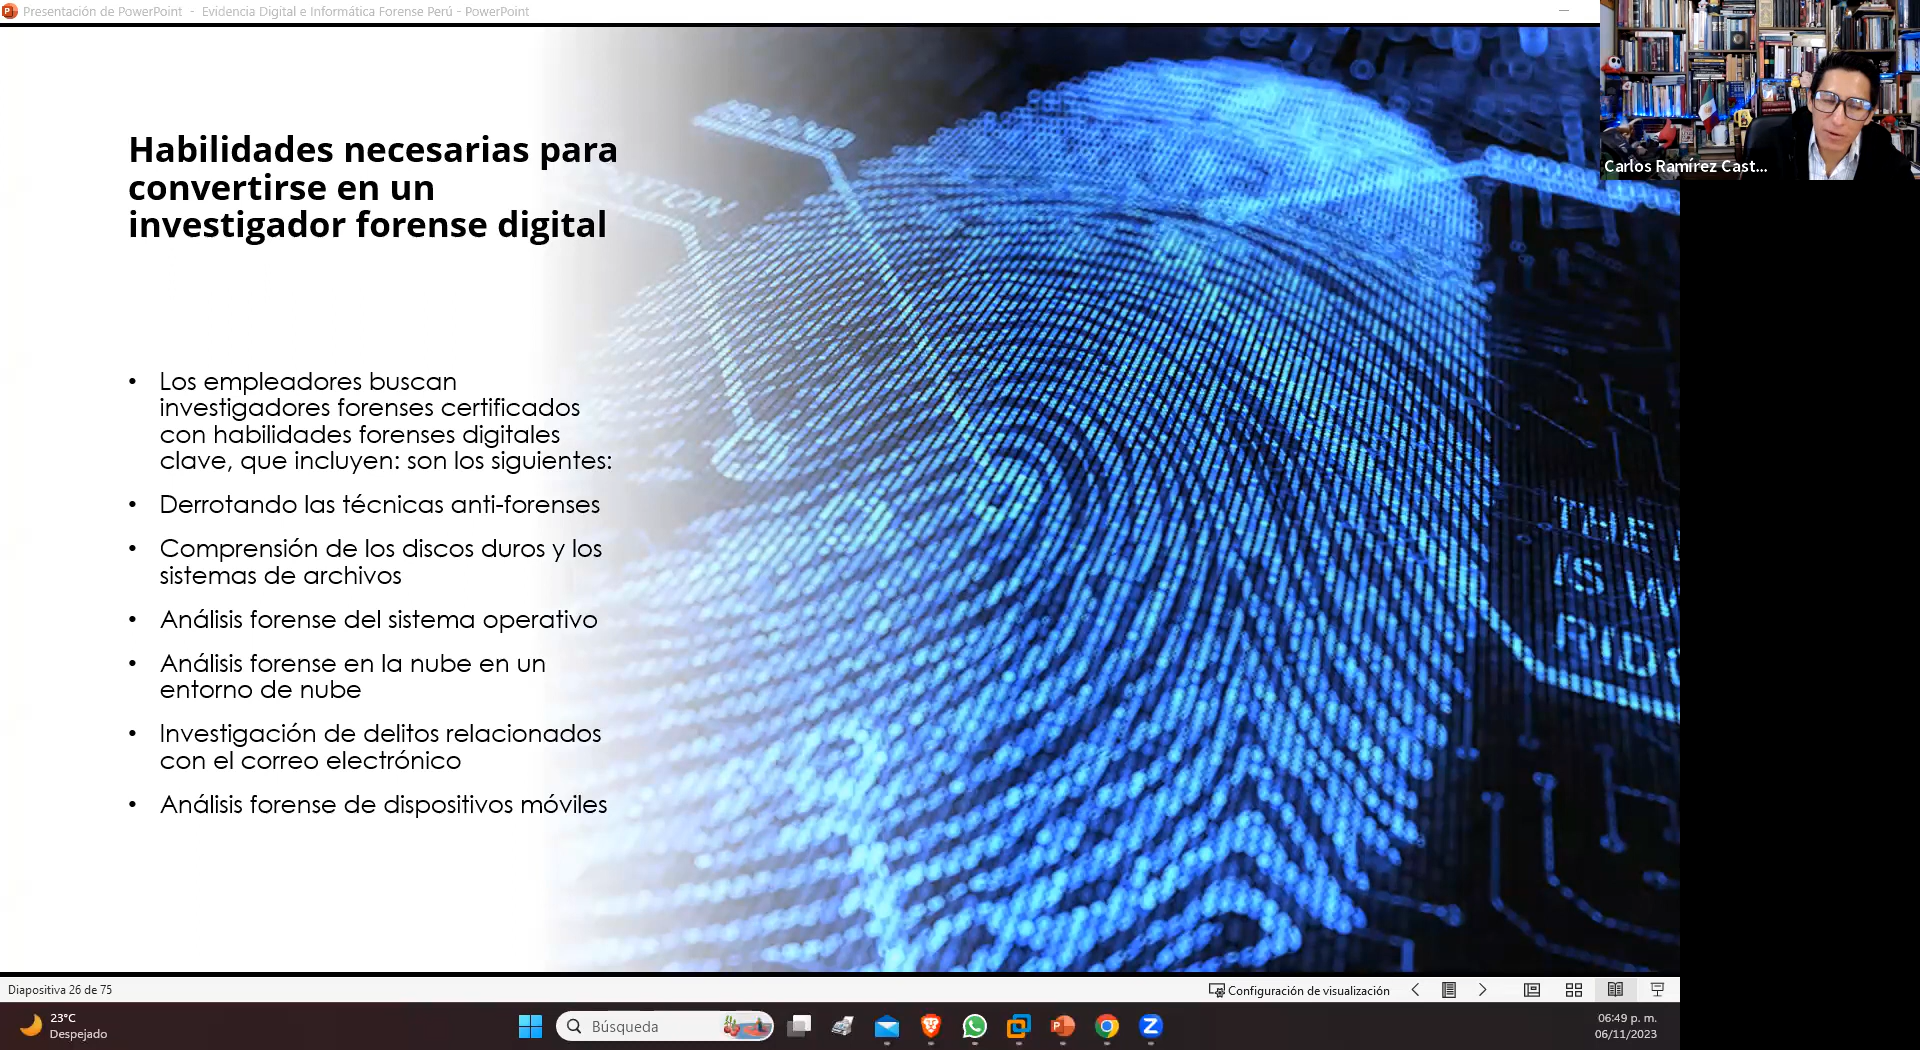 Presentación de PowerPoint - Evidencia Digital e Informática Forense Perú - PowerPoint
Carlos Ramírez Cast...
Habilidades necesarias para
convertirse en un
investigador forense digital
• Los empleadores buscan
investigadores forenses certificados
con habilidades forenses digitales
clave, que incluyen: son los siguientes:
• Derrotando las técnicas anti-forenses
• Comprensión de los discos duros y los
sistemas de archivos
• Análisis forense del sistema operativo
• Análisis forense en la nube en un
entorno de nube
• Investigación de delitos relacionados
con el correo electrónico
• Análisis forense de dispositivos móviles
THE
IS W
Diapositiva 26 de 75
Configuración de visualización
23°C
Despejado
Búsqueda
06:49 p. m.
06/11/2023